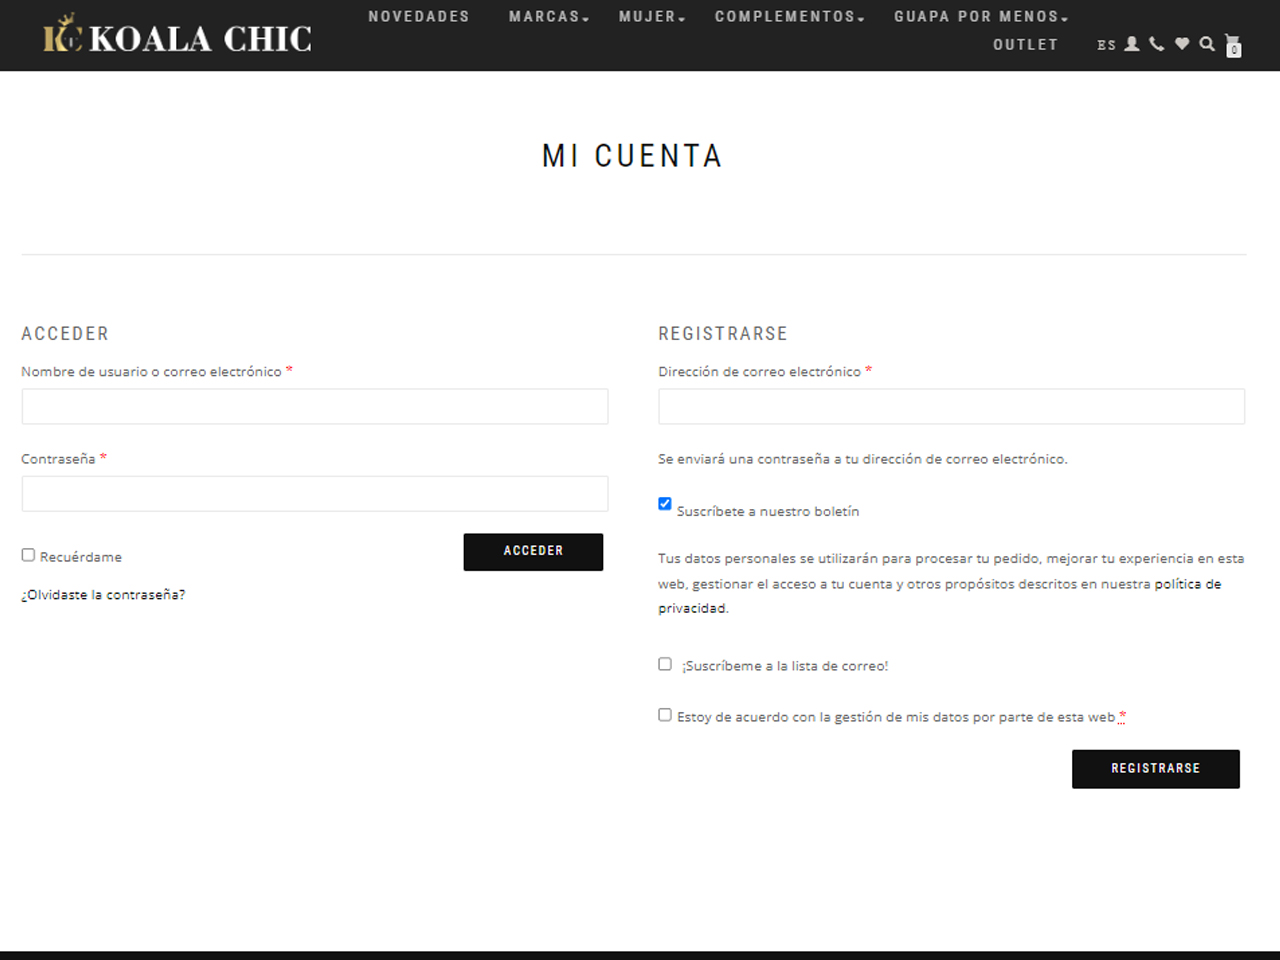 KC KOALA CHIC
NOVEDADES MARCAS MUJER COMPLEMENTOS GUAPA POR MENOS
OUTLET ES 0
MI CUENTA
ACCEDER
Nombre de usuario o correo electrónico *
Contraseña *
Recuérdame
ACCEDER
¿Olvidaste la contraseña?
REGISTRARSE
Dirección de correo electrónico *
Se enviará una contraseña a tu dirección de correo electrónico.
Suscríbete a nuestro boletín
Tus datos personales se utilizarán para procesar tu pedido, mejorar tu experiencia en esta
web, gestionar el acceso a tu cuenta y otros propósitos descritos en nuestra política de
privacidad.
¡Suscríbeme a la lista de correo!
Estoy de acuerdo con la gestión de mis datos por parte de esta web *
REGISTRARSE